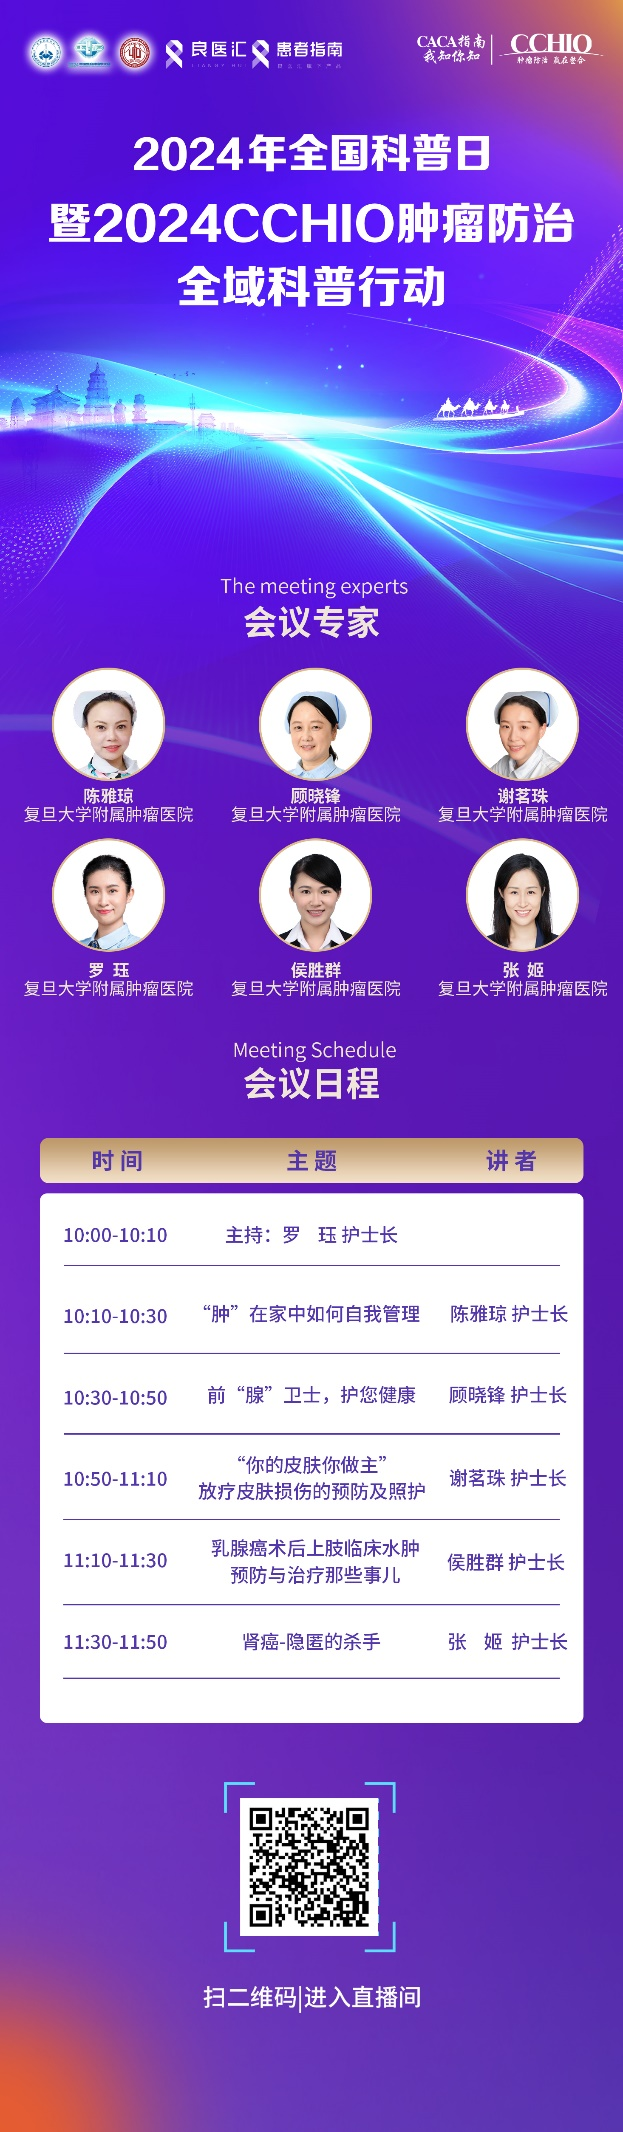 良医汇 患者指南
CACA指南
我知你知
CCHIO
肿瘤防治 赢在整合
2024年全国科普日
暨2024CCHIO肿瘤防治
全域科普行动
The meeting experts
会议专家
陈雅琼 顾晓锋 谢茗珠
复旦大学附属肿瘤医院 复旦大学附属肿瘤医院 复旦大学附属肿瘤医院
罗 珏 侯胜群 张 姬
复旦大学附属肿瘤医院 复旦大学附属肿瘤医院 复旦大学附属肿瘤医院
Meeting Schedule
会议日程
时间 主题 讲者
10:00-10:10 主持：罗 珏 护士长
10:10-10:30 “肿”在家中如何自我管理 陈雅琼 护士长
10:30-10:50 前“腺”卫士，护您健康 顾晓锋 护士长
“你的皮肤你做主”
10:50-11:10 放疗皮肤损伤的预防及照护 谢茗珠 护士长
乳腺癌术后上肢临床水肿
11:10-11:30 预防与治疗那些事儿 侯胜群 护士长
11:30-11:50 肾癌-隐匿的杀手 张 姬 护士长
扫二维码|进入直播间